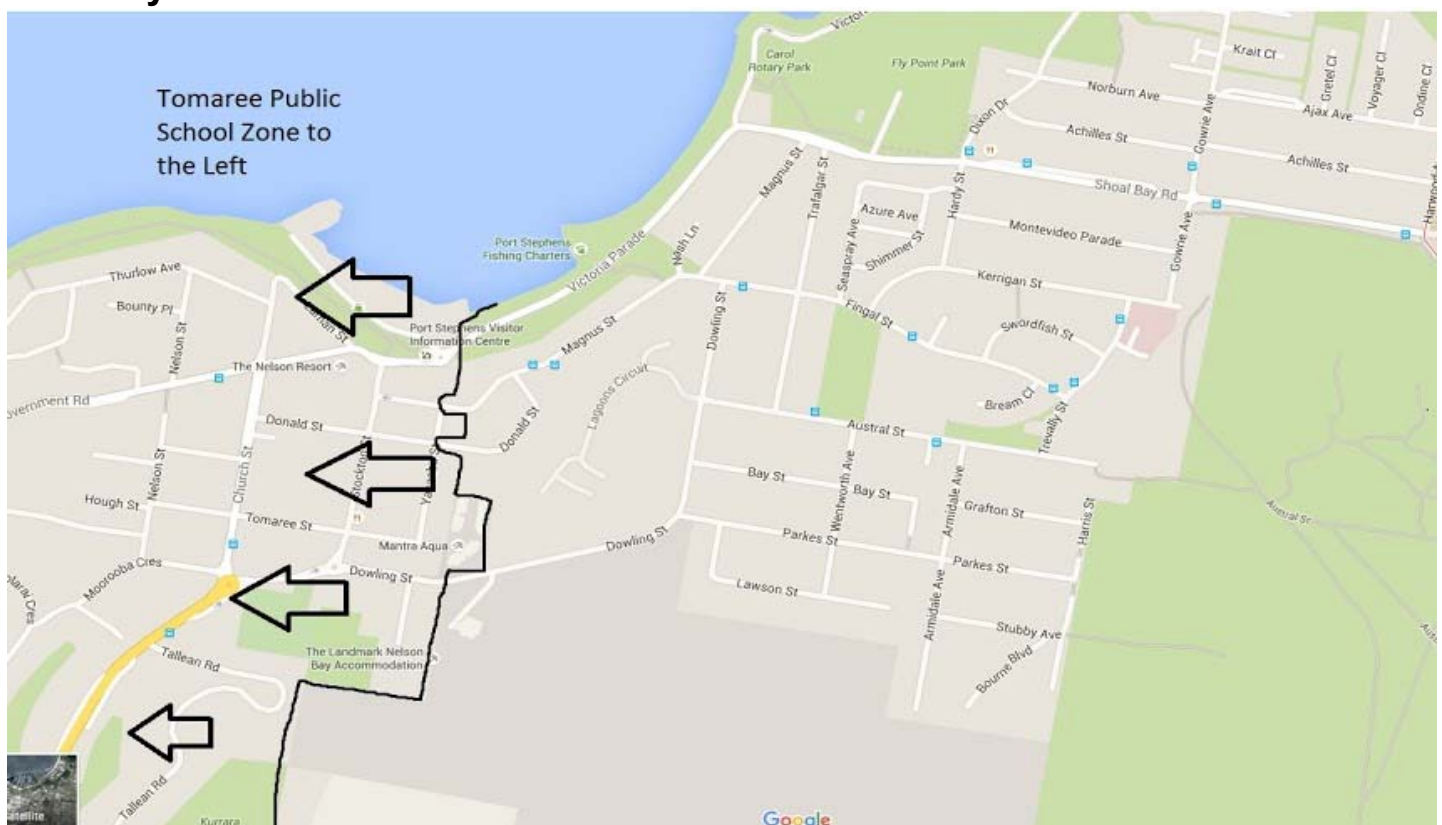 Tomaree Public
School Zone to
the Left
Carol
Rotary Park
Fly Point Park
Krait Cl
Gretel Cl
Voyager Cl
Ondine Cl
Norburn Ave
Ajax Ave
Dixon Dr
Achilles St
Gowrie Ave
Achilles St
Magnus St
Trafalgar St
Hardy St
Shoal Bay Rd
Azure Ave
Seaspray Ave
Shimmer St
Montevideo Parade
Gowrie Ave
Port Stephens
Fishing Charters
Victoria Parade
Nash Ln
Thurlow Ave
Kerrigan St
Bounty Pl
Dowling St
Fingal St
Swordfish St
Nelson St
Port Stephens Visitor
Information Centre
Magnus St
The Nelson Resort
Lagoons Circuit
Bream Cl
Trevally St
Donald St
Donald St
Austral St
Church St
Stockton St
Bay St
Bay St
Wentworth Ave
Armidale Ave
Grafton St
Harris St
Austral St
Nelson St
Hough St
Tomaree St
Mantra Aqua
Dowling St
Parkes St
Parkes St
Moorooba Cres
Dowling St
Lawson St
Armidale Ave
Stubby Ave
Bourne Blvd
Tallean Rd
The Landmark Nelson
Bay Accommodation
Tallean Rd
Kurrara
Google